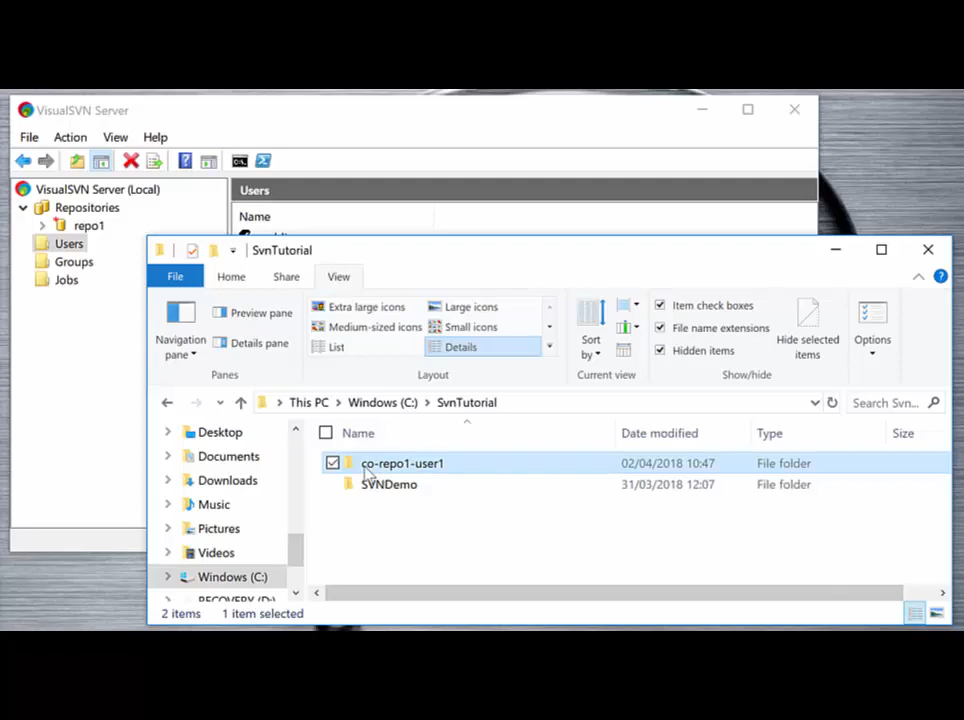 VisualSVN Server
File Action View Help
VisualSVN Server (Local)
Repositories
repo1
Users
Groups
Jobs
Users
Name
SvnTutorial
File Home Share View
Navigation pane
Preview pane
Details pane
Panes
Extra large icons Large icons
Medium-sized icons Small icons
List Details
Layout
Sort by
Current view
Item check boxes
File name extensions
Hidden items
Hide selected items
Show/hide
Options
This PC Windows (C:) SvnTutorial
Search Svn...
Desktop
Documents
Downloads
Music
Pictures
Videos
Windows (C:)
RECOVERY (D:)
Name Date modified Type Size
co-repo1-user1 02/04/2018 10:47 File folder
SVNDemo 31/03/2018 12:07 File folder
2 items 1 item selected